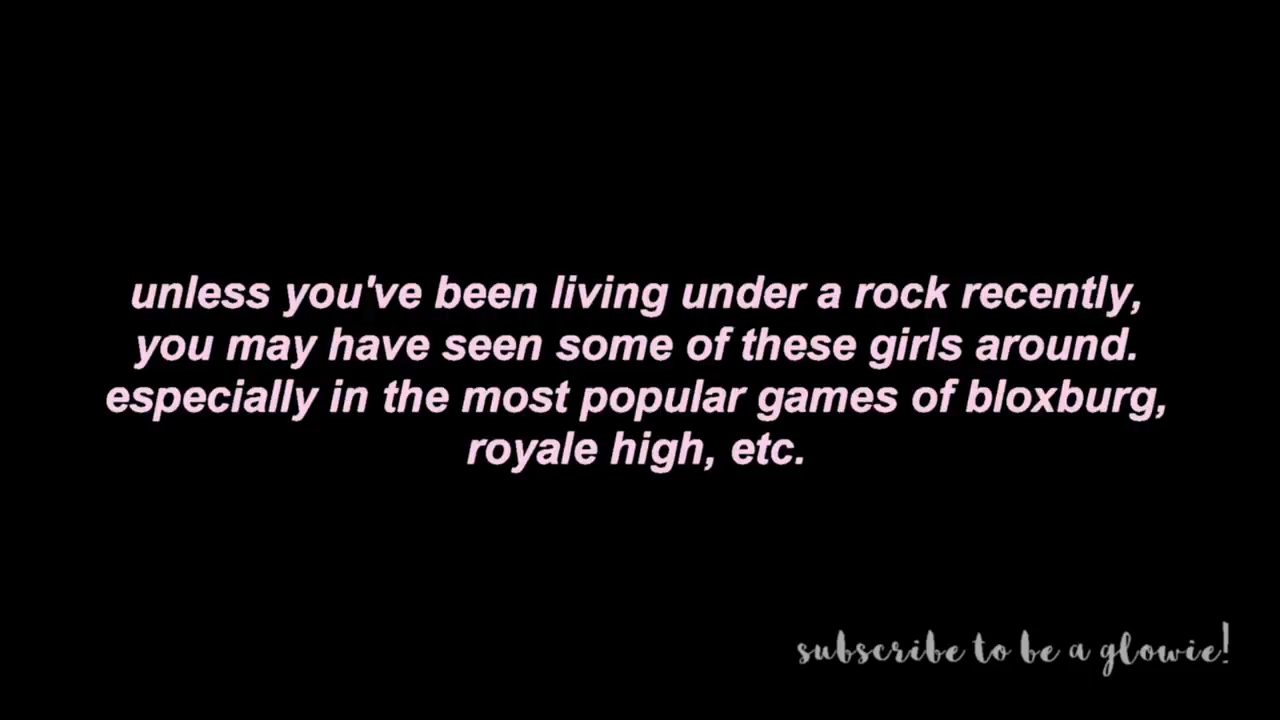 unless you've been living under a rock recently,
you may have seen some of these girls around.
especially in the most popular games of bloxburg,
royale high, etc.
subscribe to be a glowie!